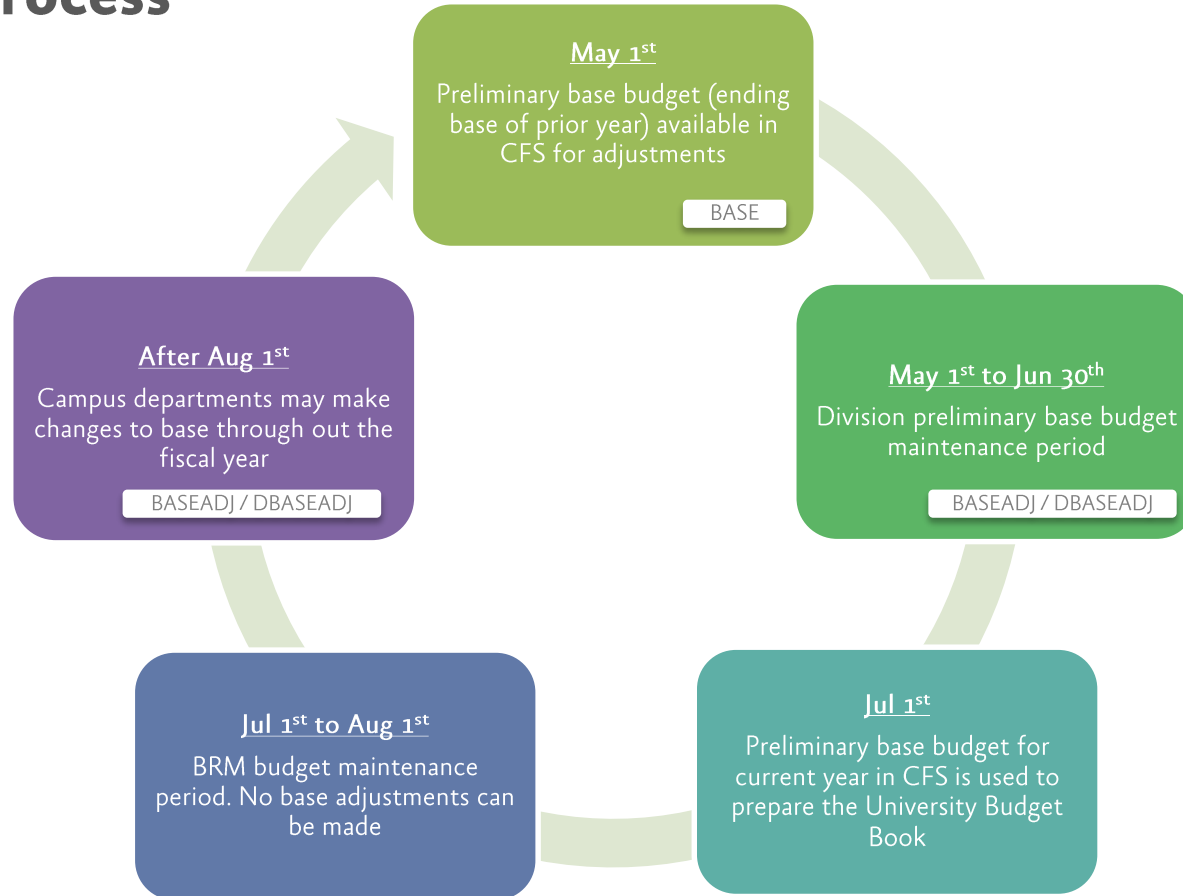 May 1st
Preliminary base budget (ending
base of prior year) available in
CFS for adjustments
BASE
May 1st to Jun 30th
Division preliminary base budget
maintenance period
BASEADJ / DBASEADJ
Jul 1st
Preliminary base budget for
current year in CFS is used to
prepare the University Budget
Book
Jul 1st to Aug 1st
BRM budget maintenance
period. No base adjustments can
be made
After Aug 1st
Campus departments may make
changes to base through out the
fiscal year
BASEADJ / DBASEADJ